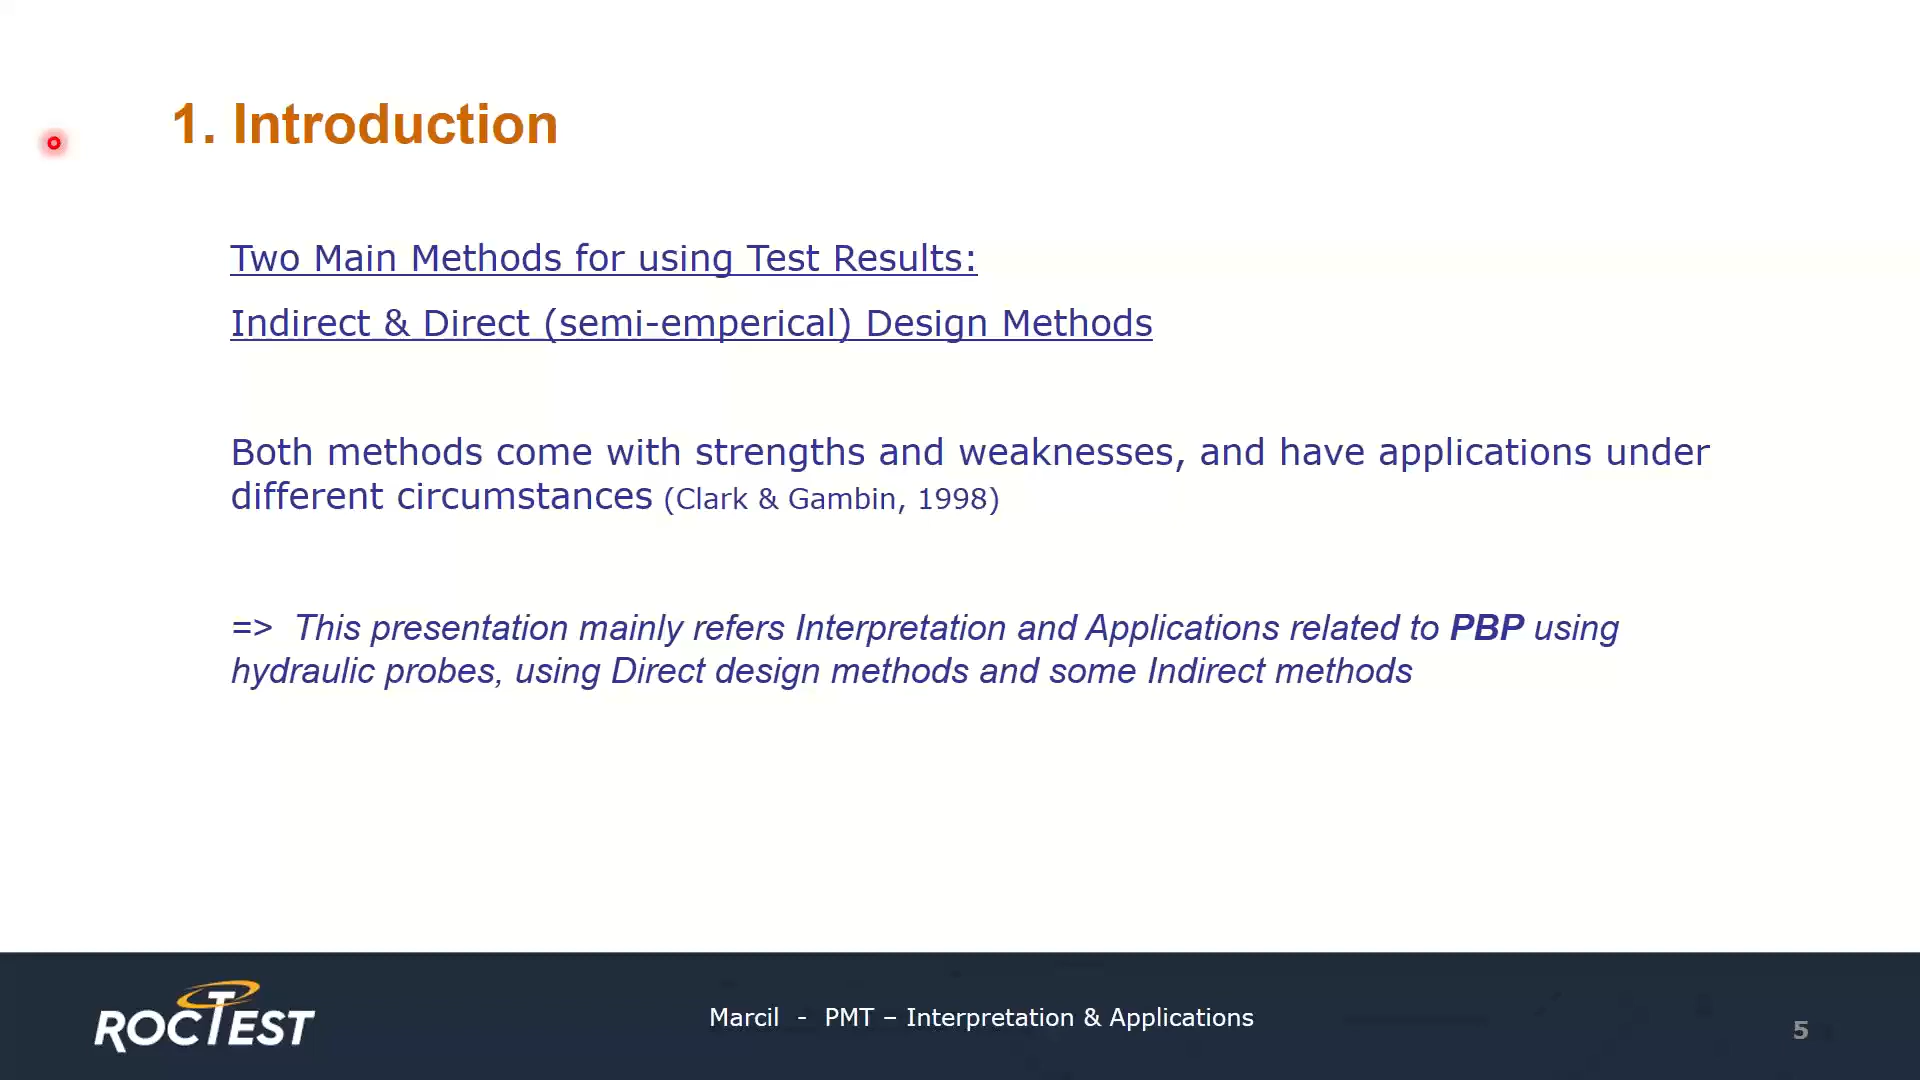 1. Introduction
Two Main Methods for using Test Results:
Indirect & Direct (semi-emperical) Design Methods
Both methods come with strengths and weaknesses, and have applications under
different circumstances (Clark & Gambin, 1998)
=> This presentation mainly refers Interpretation and Applications related to PBP using
hydraulic probes, using Direct design methods and some Indirect methods
ROCTEST
Marcil - PMT – Interpretation & Applications
5